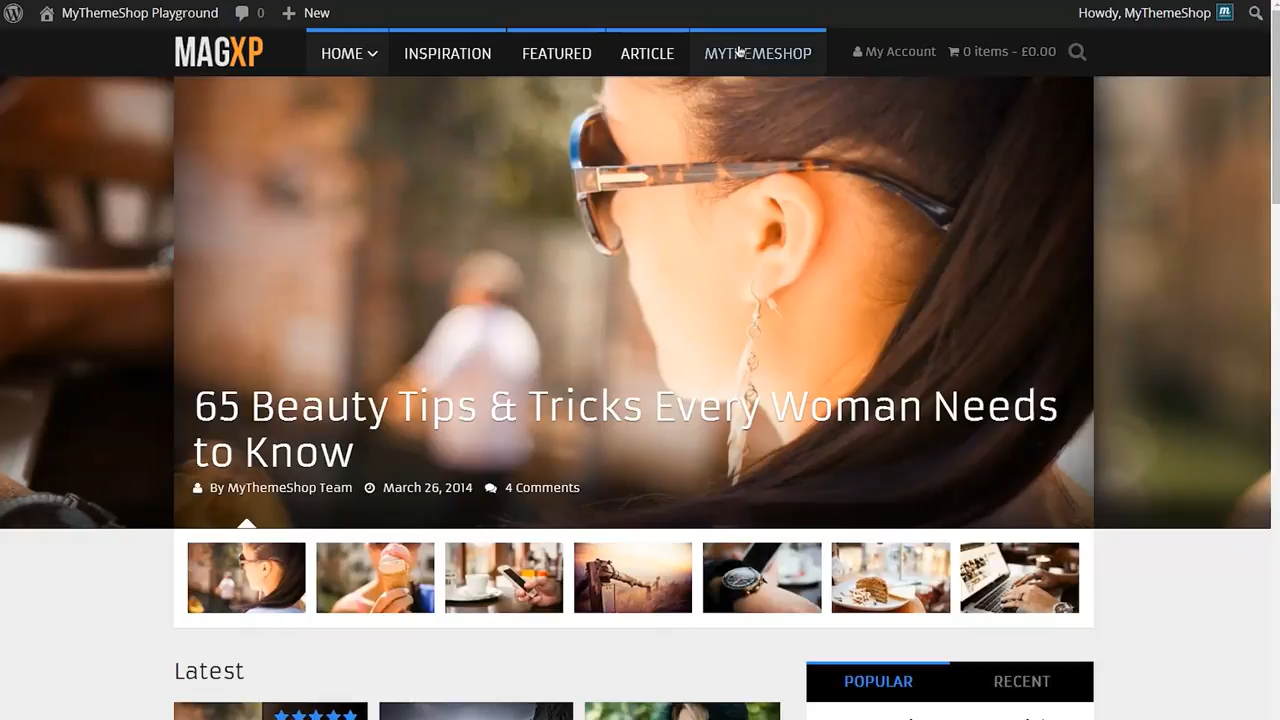 MyThemeShop Playground 0 New Howdy, MyThemeShop m
MAGXP HOME INSPIRATION FEATURED ARTICLE MYTHEMESHOP My Account 0 items - £0.00
65 Beauty Tips & Tricks Every Woman Needs
to Know
By MyThemeShop Team March 26, 2014 4 Comments
Latest
POPULAR RECENT